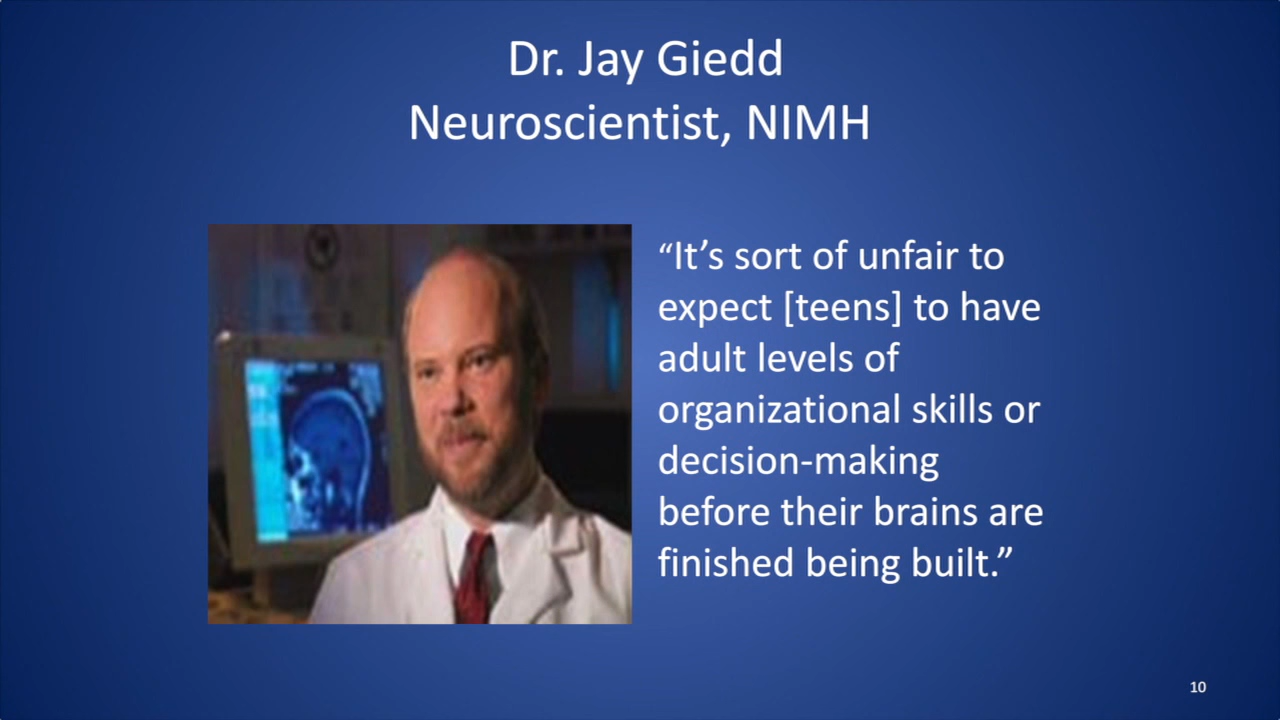 Dr. Jay Giedd
Neuroscientist, NIMH
“It’s sort of unfair to
expect [teens] to have
adult levels of
organizational skills or
decision-making
before their brains are
finished being built.”
10